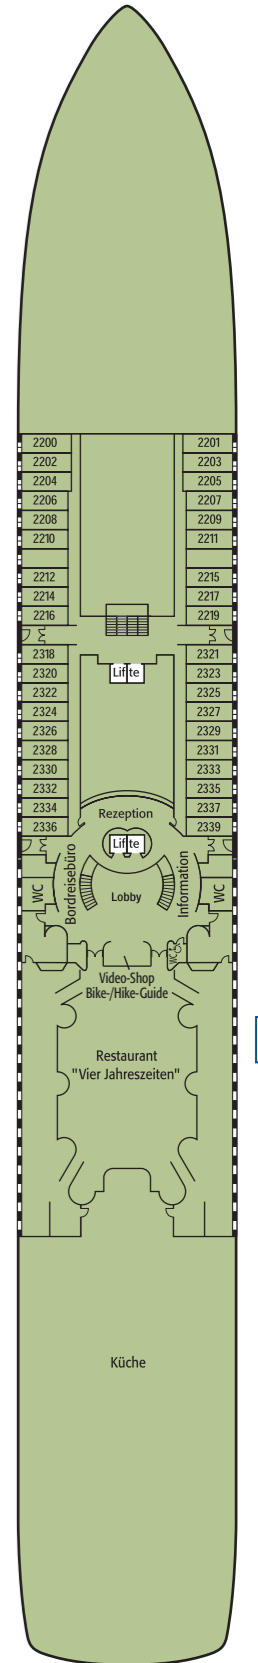 2200 2201
2202 2203
2204 2205
2206 2207
2208 2209
2210 2211
2212 2215
2214 2217
2216 2219
2318 2321
2320 Lifte 2323
2322 2325
2324 2327
2326 2329
2328 2331
2330 2333
2332 2335
2334 Rezeption 2337
2336 2339
Lifte
Bordreisebüro
Information
WC
WC
Lobby
WC
Video-Shop
Bike-/Hike-Guide
Restaurant
"Vier Jahreszeiten"
Küche